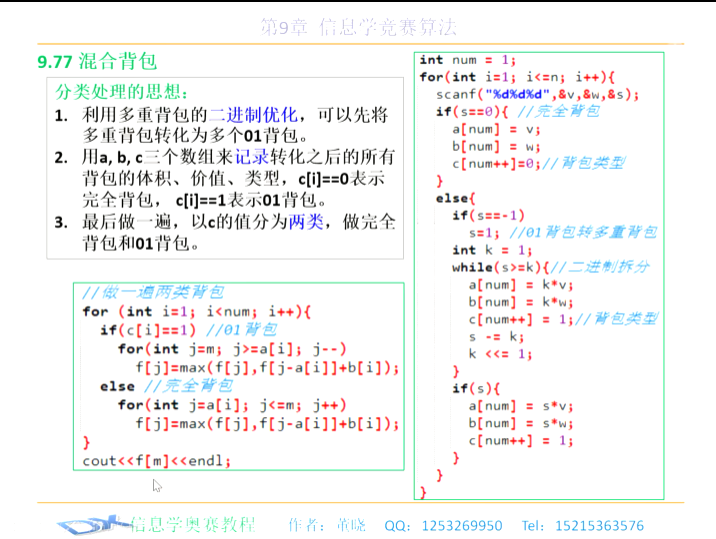 第9章 信息学竞赛算法
9.77 混合背包
分类处理的思想：
1. 利用多重背包的二进制优化，可以先将
多重背包转化为多个01背包。
2. 用a, b, c三个数组来记录转化之后的所有
背包的体积、价值、类型，c[i]==0表示
完全背包， c[i]==1表示01背包。
3. 最后做一遍，以c的值分为两类，做完全
背包和01背包。
//做一遍两类背包
for (int i=1; i<num; i++){
if(c[i]==1) //01背包
for(int j=m; j>=a[i]; j--)
f[j]=max(f[j],f[j-a[i]]+b[i]);
else //完全背包
for(int j=a[i]; j<=m; j++)
f[j]=max(f[j],f[j-a[i]]+b[i]);
}
cout<<f[m]<<endl;
int num = 1;
for(int i=1; i<=n; i++){
scanf("%d%d%d",&v,&w,&s);
if(s==0){ //完全背包
a[num] = v;
b[num] = w;
c[num++]=0;//背包类型
}
else{
if(s==-1)
s=1; //01背包转多重背包
int k = 1;
while(s>=k){//二进制拆分
a[num] = k*v;
b[num] = k*w;
c[num++] = 1;//背包类型
s -= k;
k <<= 1;
}
if(s){
a[num] = s*v;
b[num] = s*w;
c[num++] = 1;
}
}
}
信息学奥赛教程 作者：董晓 QQ：1253269950 Tel：15215363576